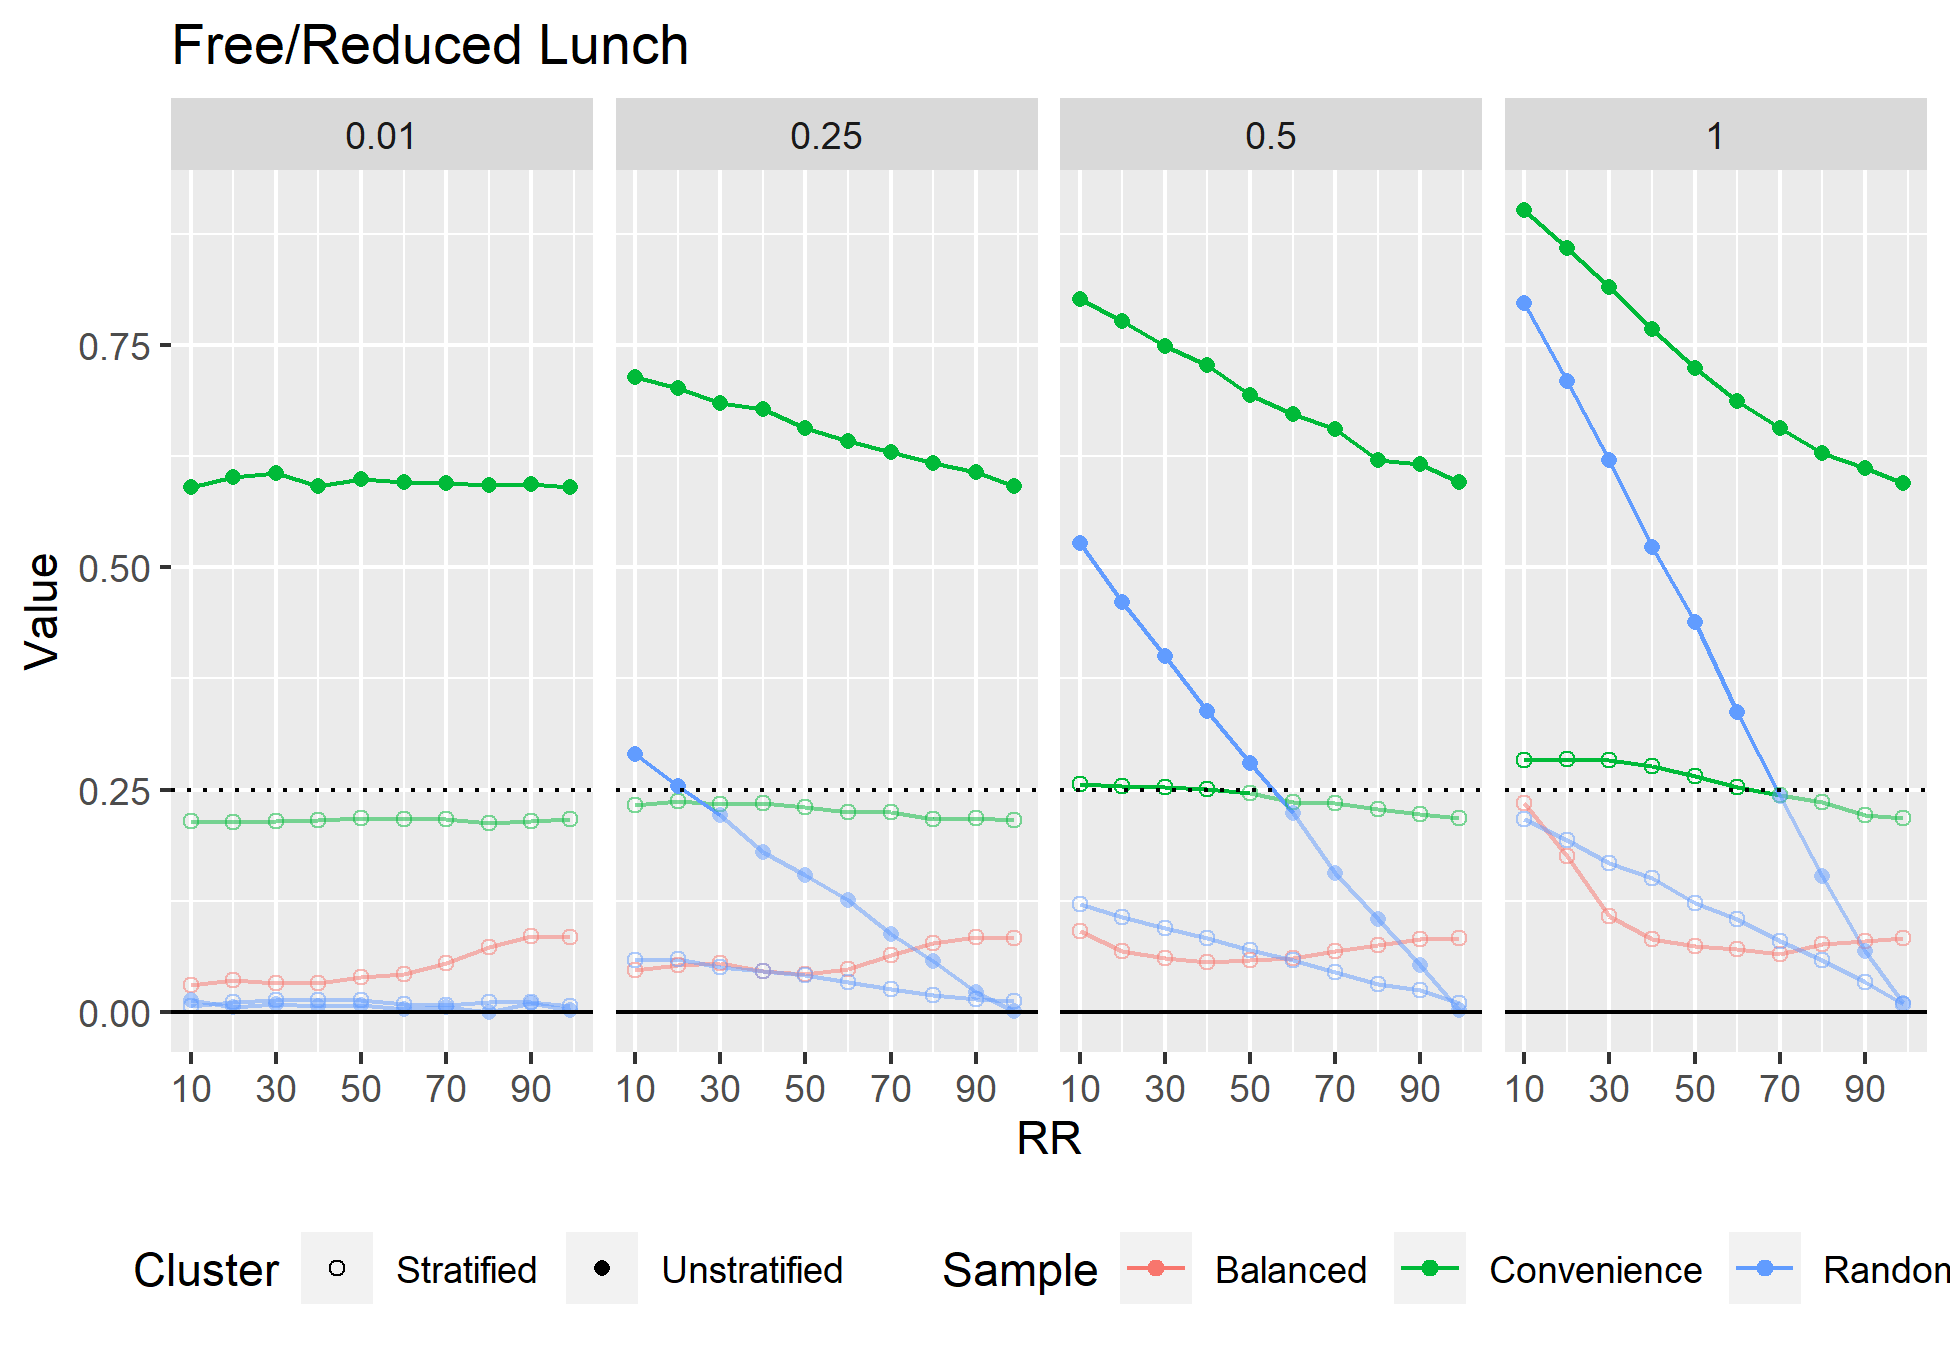 Free/Reduced Lunch
0.01 0.25 0.5 1
Value
0.75
0.50
0.25
0.00
10 30 50 70 90 10 30 50 70 90 10 30 50 70 90 10 30 50 70 90
RR
Cluster Stratified Unstratified Sample Balanced Convenience Randon